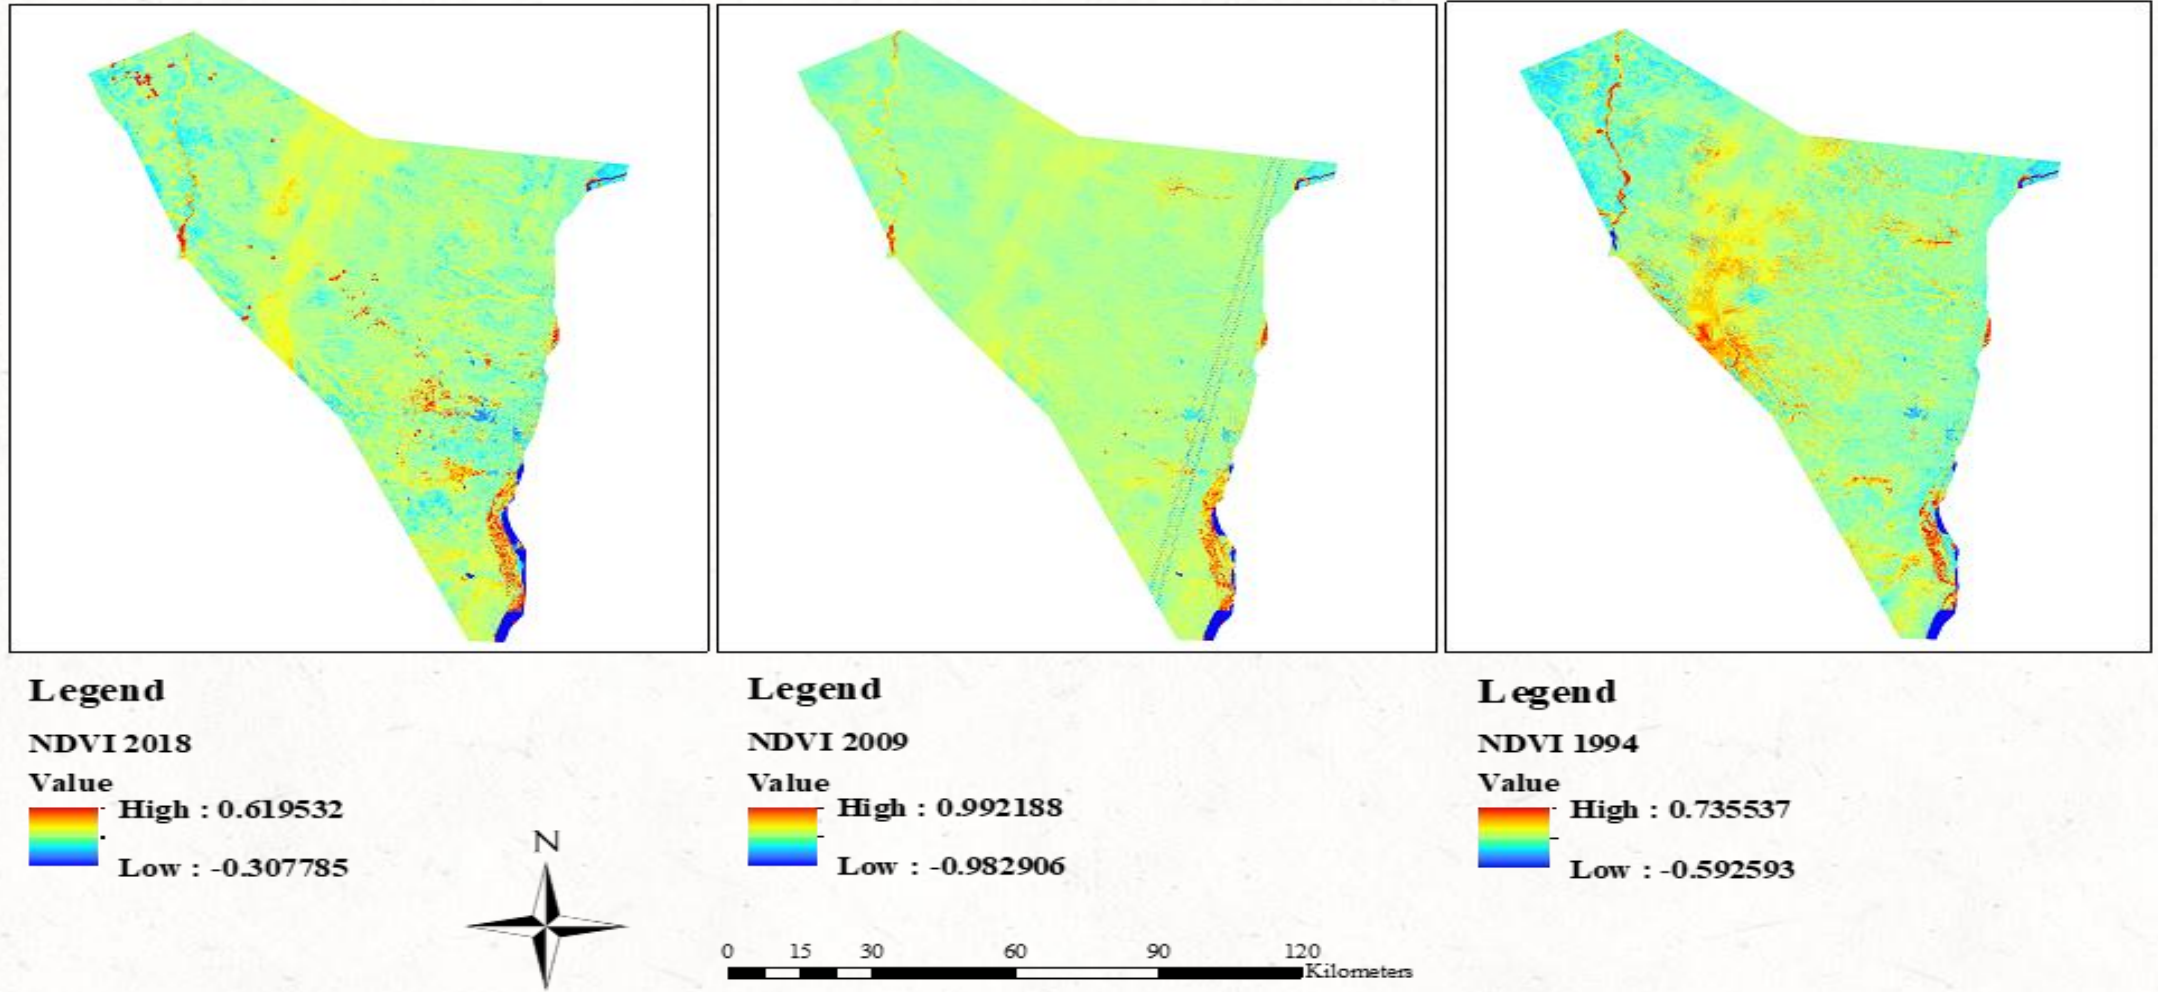 Legend
NDVI 2018
Value
High : 0.619532
Low : -0.307785
N
Legend
NDVI 2009
Value
High : 0.992188
Low : -0.982906
0 15 30 60 90 120
Kilometers
Legend
NDVI 1994
Value
High : 0.735537
Low : -0.592593